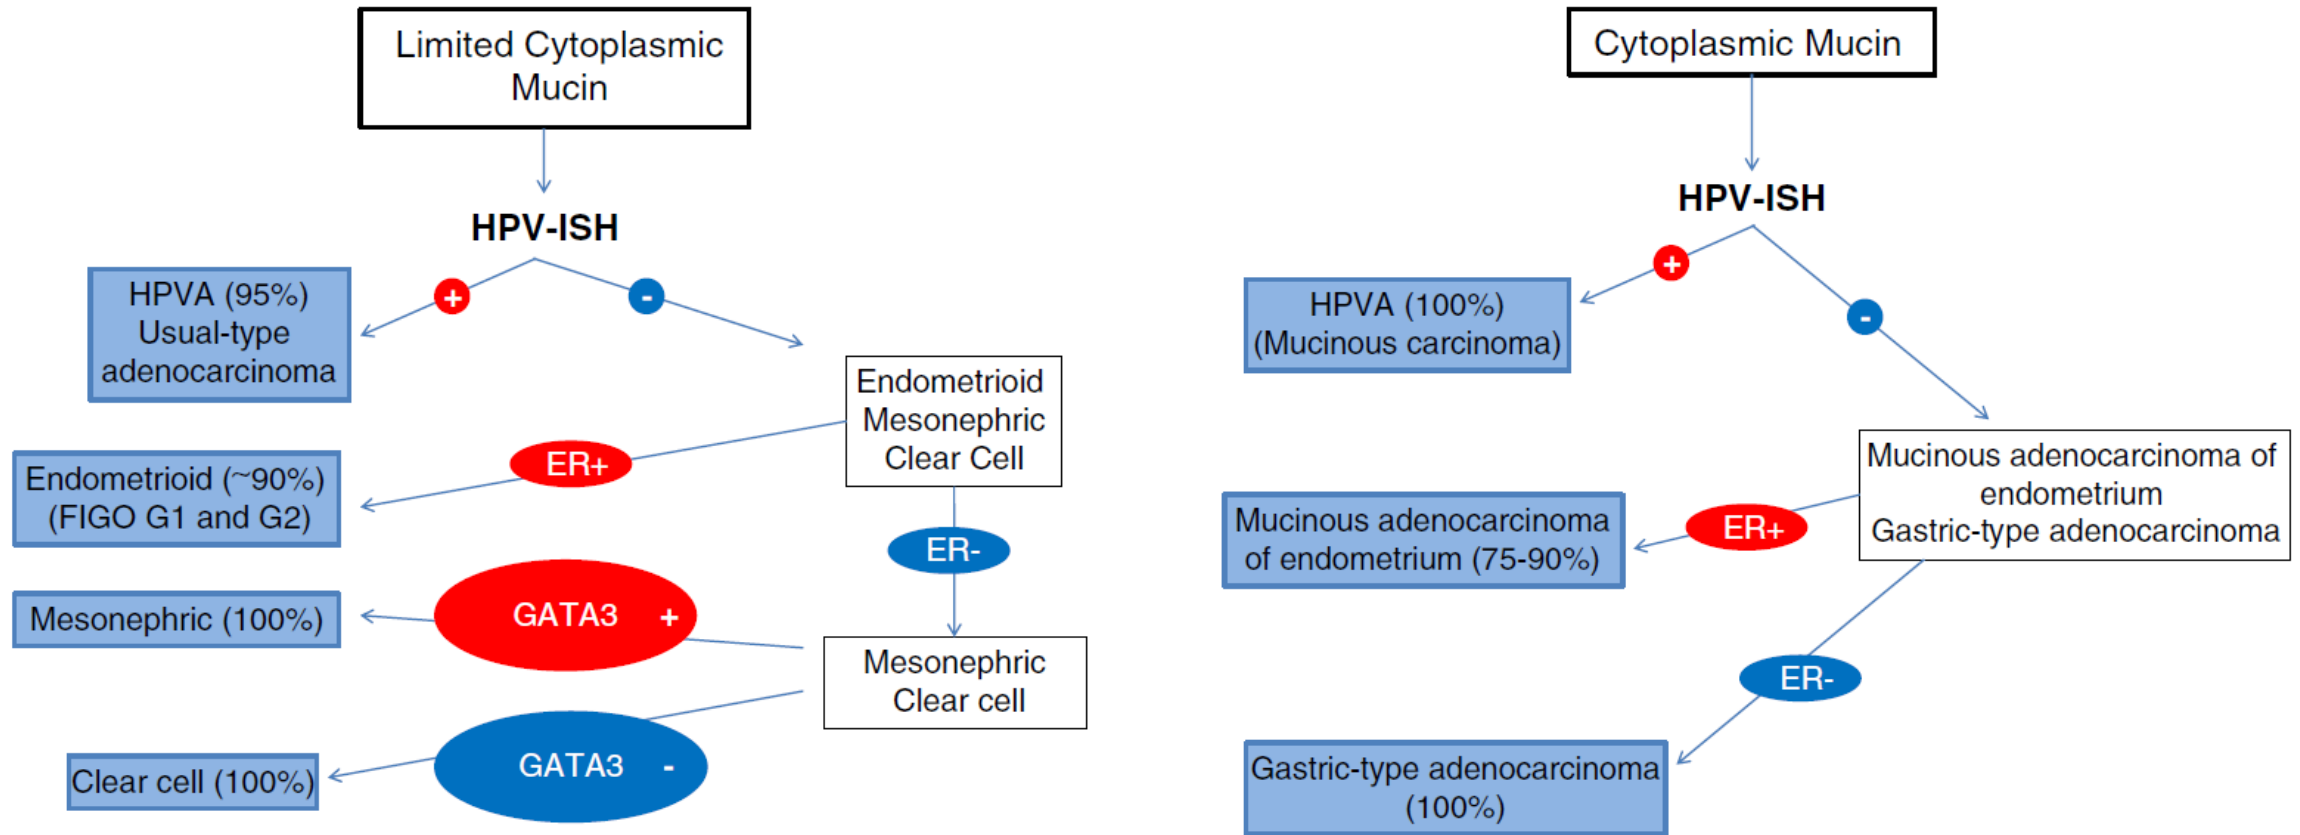 Limited Cytoplasmic
Mucin
HPV-ISH
+
-
HPVA (95%)
Usual-type
adenocarcinoma
Endometrioid
Mesonephric
Clear Cell
ER+
Endometrioid (~90%)
(FIGO G1 and G2)
ER-
GATA3 +
Mesonephric (100%)
Mesonephric
Clear cell
GATA3 -
Clear cell (100%)
Cytoplasmic Mucin
HPV-ISH
+
-
HPVA (100%)
(Mucinous carcinoma)
Mucinous adenocarcinoma of
endometrium
Gastric-type adenocarcinoma
ER+
Mucinous adenocarcinoma
of endometrium (75-90%)
ER-
Gastric-type adenocarcinoma
(100%)